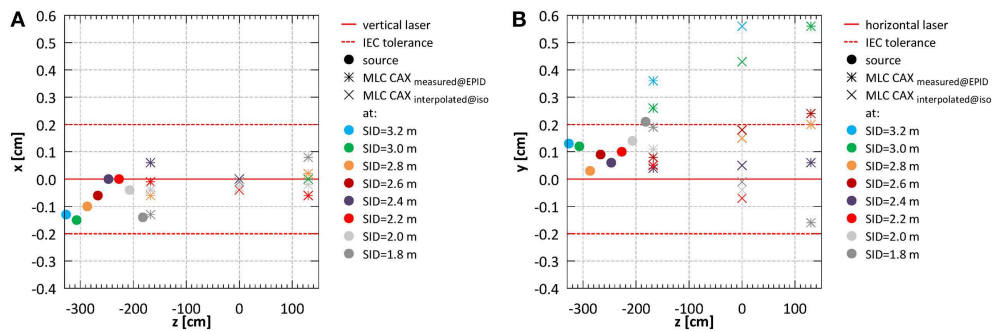 A
0.6
0.5
0.4
0.3
0.2
0.1
0.0
-0.1
-0.2
-0.3
-0.4
x [cm]
-300 -200 -100 0 100
z [cm]
vertical laser
IEC tolerance
source
MLC CAX measured@EPID
MLC CAX interpolated@iso
at:
SID=3.2 m
SID=3.0 m
SID=2.8 m
SID=2.6 m
SID=2.4 m
SID=2.2 m
SID=2.0 m
SID=1.8 m
B
0.6
0.5
0.4
0.3
0.2
0.1
0.0
-0.1
-0.2
-0.3
-0.4
y [cm]
-300 -200 -100 0 100
z [cm]
horizontal laser
IEC tolerance
source
MLC CAX measured@EPID
MLC CAX interpolated@iso
at:
SID=3.2 m
SID=3.0 m
SID=2.8 m
SID=2.6 m
SID=2.4 m
SID=2.2 m
SID=2.0 m
SID=1.8 m